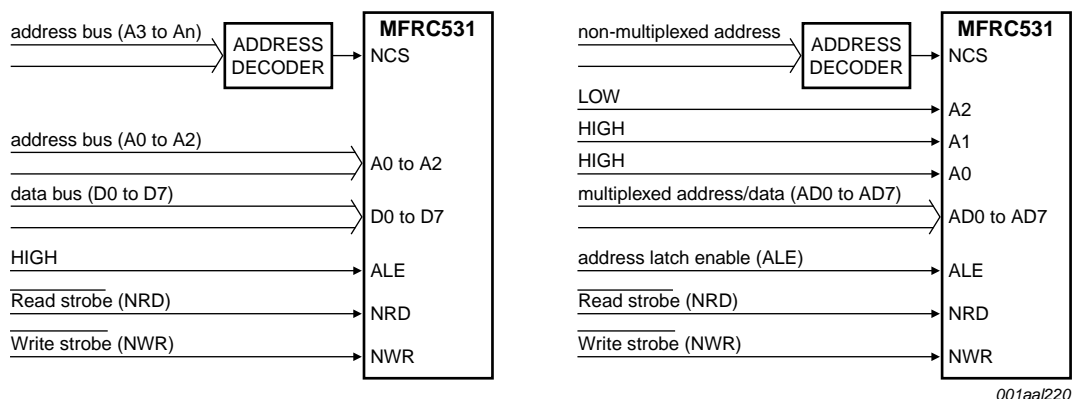 address bus (A3 to An)
ADDRESS
DECODER
MFRC531
NCS
address bus (A0 to A2)
A0 to A2
data bus (D0 to D7)
D0 to D7
HIGH
ALE
Read strobe (NRD)
NRD
Write strobe (NWR)
NWR
non-multiplexed address
ADDRESS
DECODER
MFRC531
NCS
LOW
A2
HIGH
A1
HIGH
A0
multiplexed address/data (AD0 to AD7)
AD0 to AD7
address latch enable (ALE)
ALE
Read strobe (NRD)
NRD
Write strobe (NWR)
NWR
001aal220